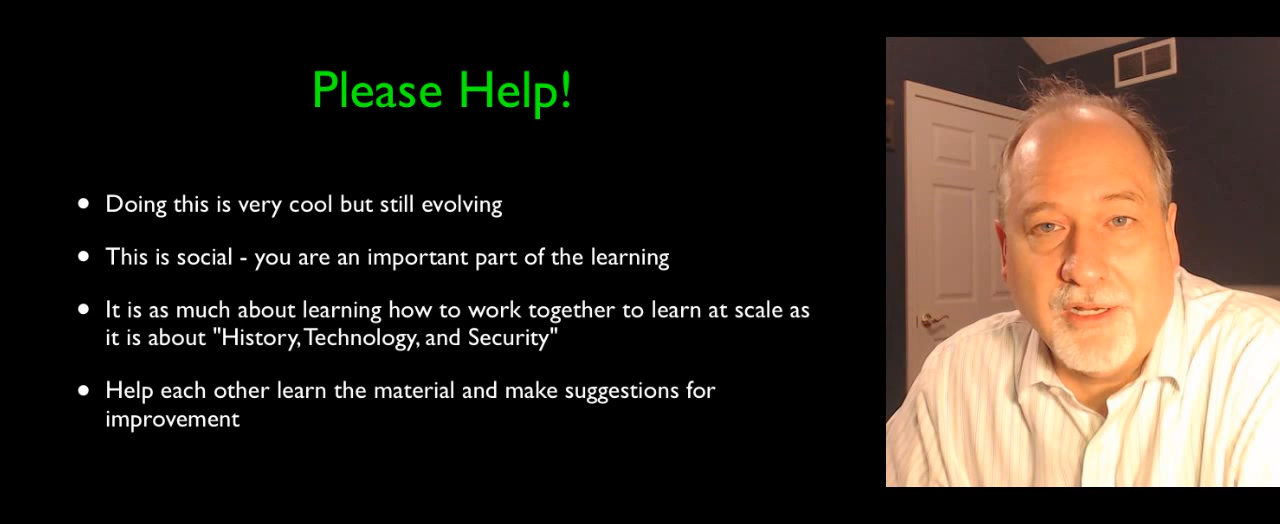 Please Help!
• Doing this is very cool but still evolving
• This is social - you are an important part of the learning
• It is as much about learning how to work together to learn at scale as
it is about "History, Technology, and Security"
• Help each other learn the material and make suggestions for
improvement